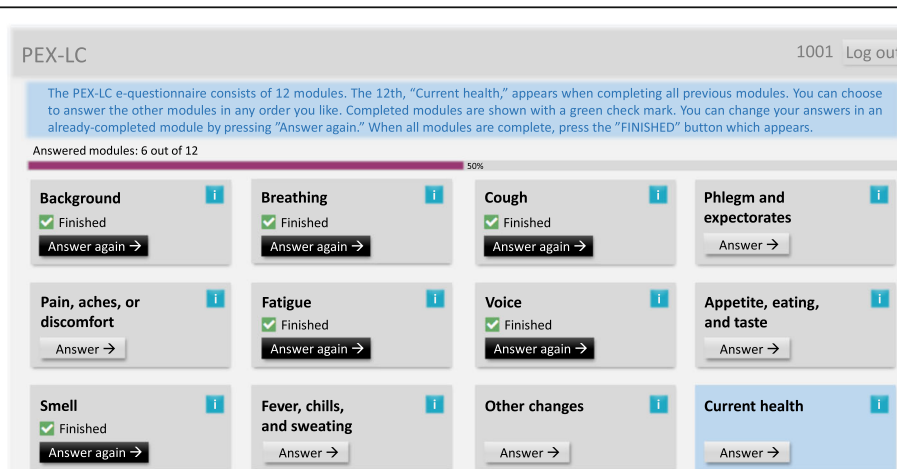 PEX-LC
1001 Log out
The PEX-LC e-questionnaire consists of 12 modules. The 12th, “Current health,” appears when completing all previous modules. You can choose
to answer the other modules in any order you like. Completed modules are shown with a green check mark. You can change your answers in an
already-completed module by pressing ”Answer again.” When all modules are complete, press the ”FINISHED” button which appears.
Answered modules: 6 out of 12
50%
Background i
Finished
Answer again →
Breathing i
Finished
Answer again →
Cough i
Finished
Answer again →
Phlegm and i
expectorates
Answer →
Pain, aches, or i
discomfort
Answer →
Fatigue i
Finished
Answer again →
Voice i
Finished
Answer again →
Appetite, eating, i
and taste
Answer →
Smell i
Finished
Answer again →
Fever, chills, i
and sweating
Answer →
Other changes i
Answer →
Current health i
Answer →